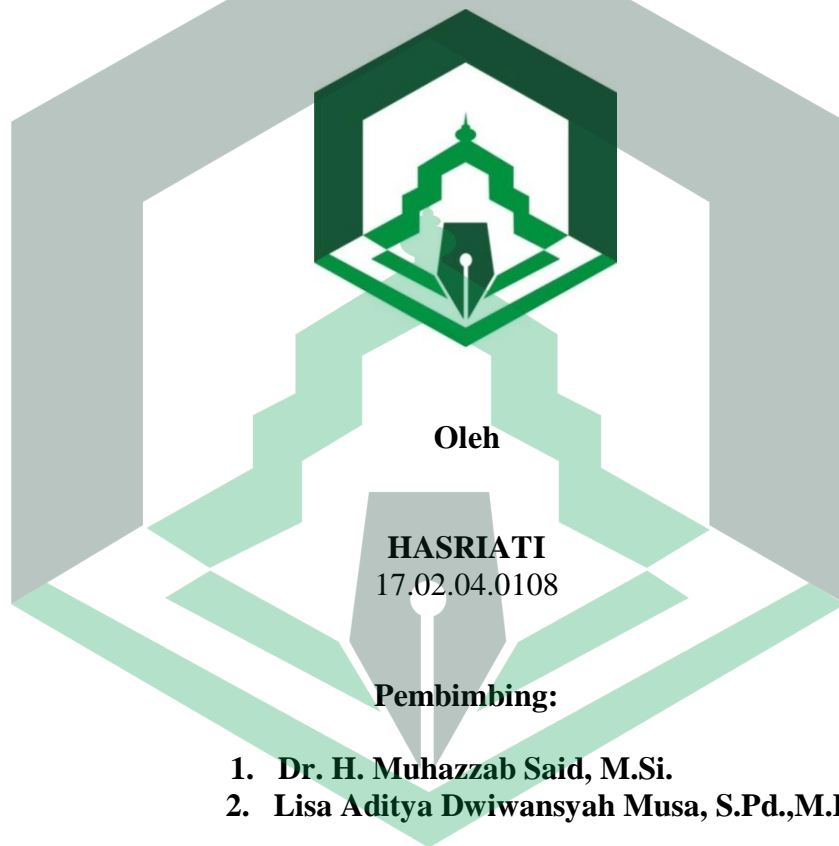 Oleh
HASRIATI
17.02.04.0108
Pembimbing:
1. Dr. H. Muhazzab Said, M.Si.
2. Lisa Aditya Dwiwansyah Musa, S.Pd.,